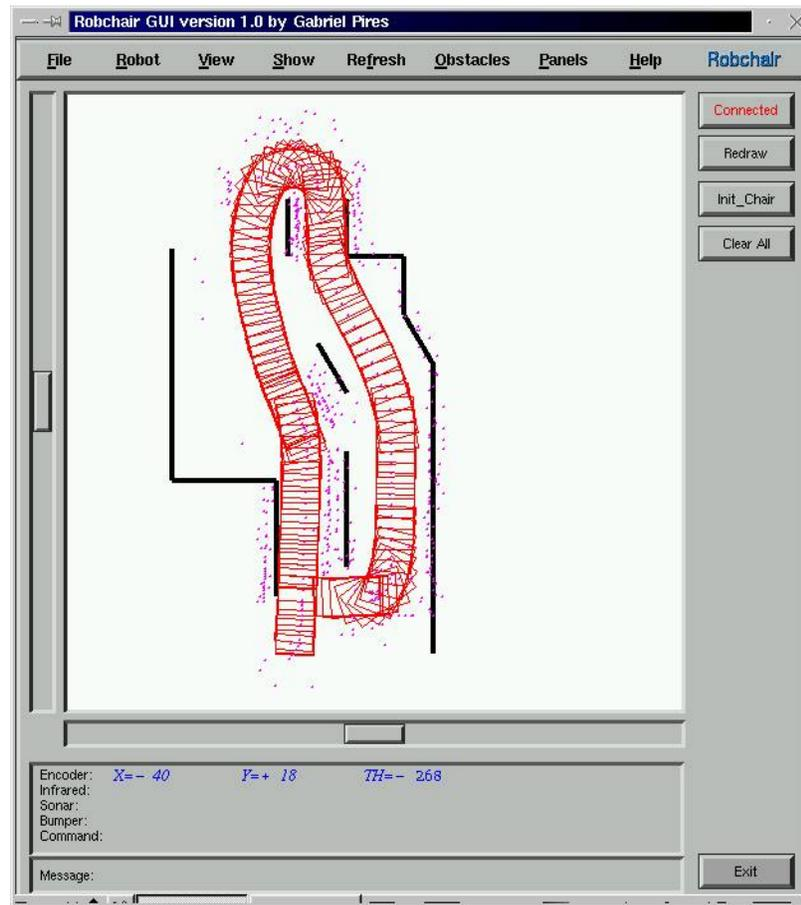 Robchair GUI version 1.0 by Gabriel Pires
File Robot View Show Refresh Obstacles Panels Help Robchair
Connected
Redraw
Init_Chair
Clear All
Encoder: X=- 40 Y=+ 18 TH=- 268
Infrared:
Sonar:
Bumper:
Command:
Message:
Exit